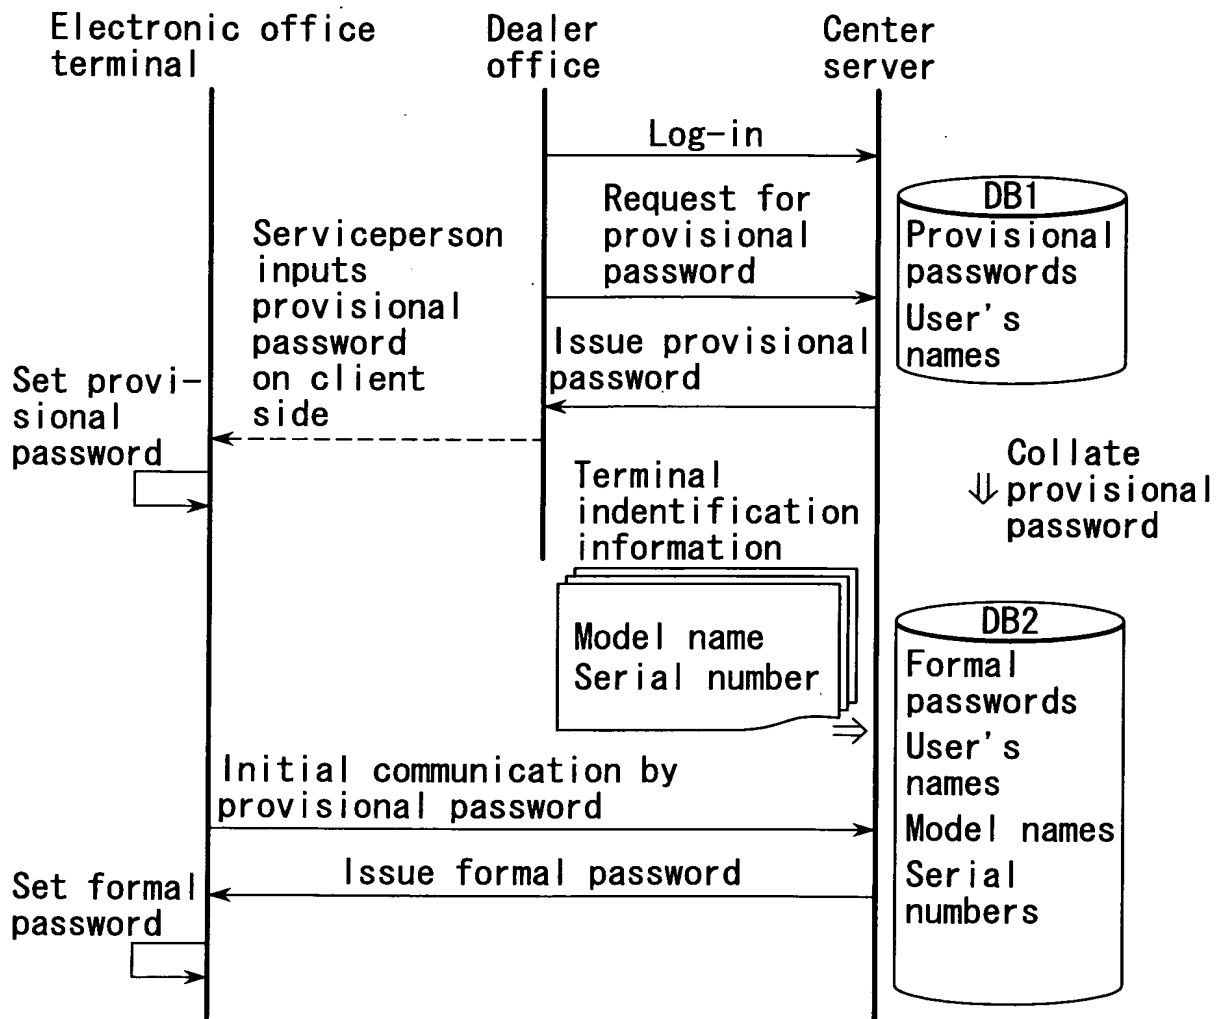 Electronic office
terminal
Dealer
office
Center
server
Log-in
Request for
provisional
password
DB1
Provisional
passwords
User's
names
Serviceperson
inputs
provisional
password
on client
side
Issue provisional
password
Set provi-
sional
password
Collate
provisional
password
Terminal
indentification
information
Model name
Serial number
DB2
Formal
passwords
User's
names
Model names
Serial
numbers
Initial communication by
provisional password
Issue formal password
Set formal
password